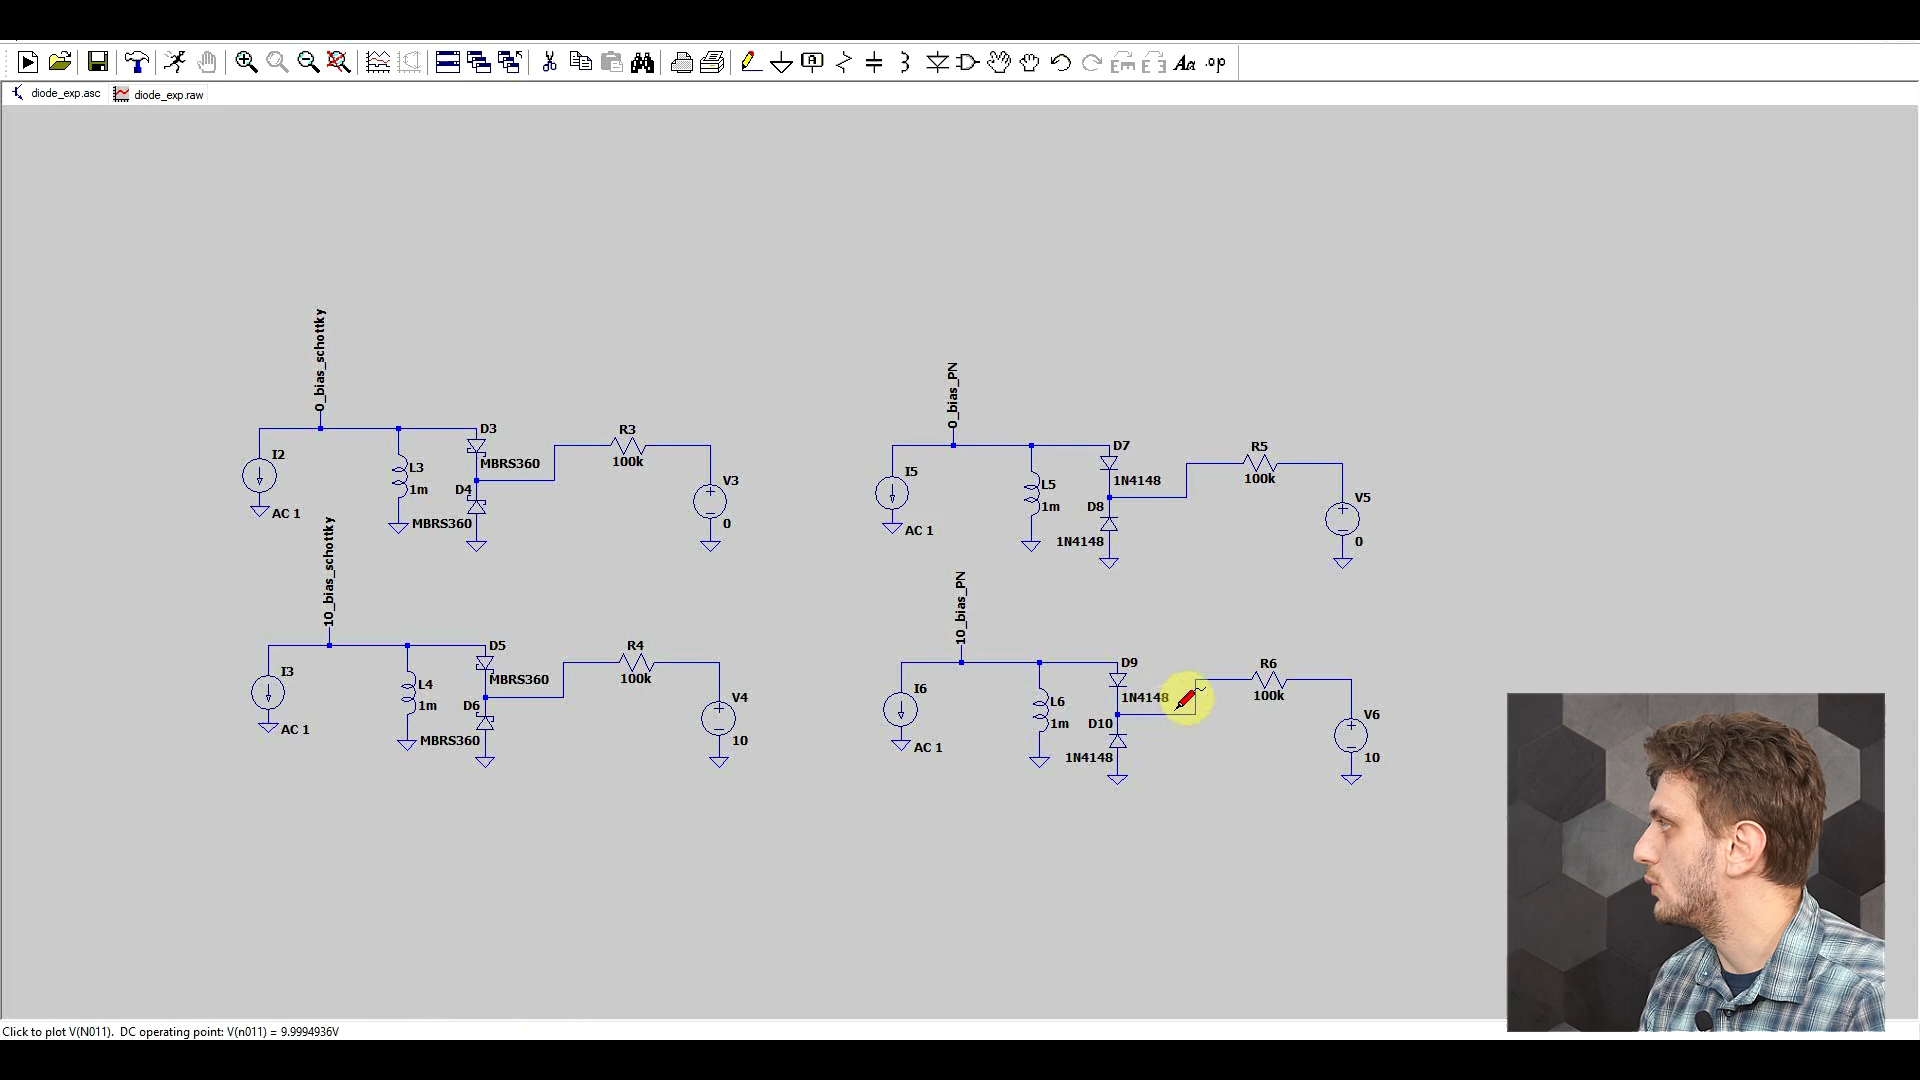 diode_exp.asc
diode_exp.raw
0_bias_schottky
I2
AC 1
L3
1m
D3
MBRS360
D4
MBRS360
R3
100k
V3
0
0_bias_PN
I5
AC 1
L5
1m
D7
1N4148
D8
1N4148
R5
100k
V5
0
10_bias_schottky
I3
AC 1
L4
1m
D5
MBRS360
D6
MBRS360
R4
100k
V4
10
10_bias_PN
I6
AC 1
L6
1m
D9
1N4148
D10
1N4148
R6
100k
V6
10
Click to plot V(N011).  DC operating point: V(n011) = 9.9994936V